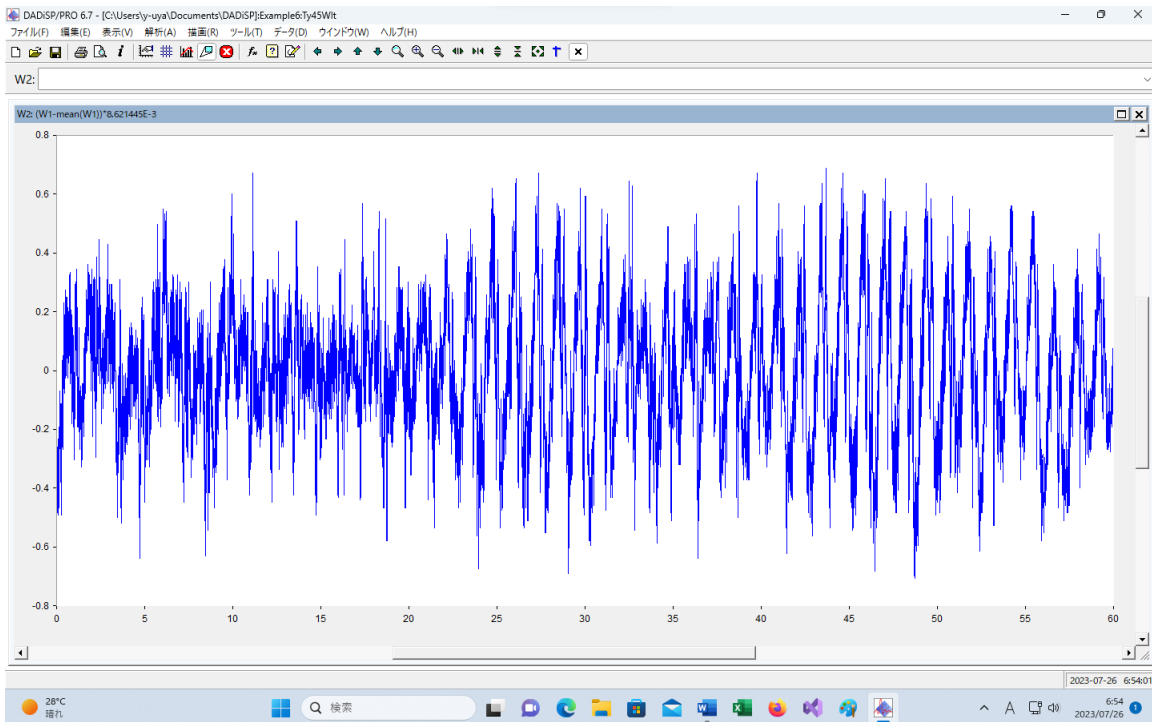 DADiSP/PRO 6.7 - [C:\Users\y-uya\Documents\DADiSP]:Example6:Ty45Wlt
ファイル(F) 編集(E) 表示(V) 解析(A) 描画(R) ツール(T) データ(D) ウインドウ(W) ヘルプ(H)
W2:
W2: (W1-mean(W1))*8.621445E-3
0.8
0.6
0.4
0.2
0
-0.2
-0.4
-0.6
-0.8
0 5 10 15 20 25 30 35 40 45 50 55 60
2023-07-26 6:54:01
28°C
晴れ
検索
A
6:54
2023/07/26
1